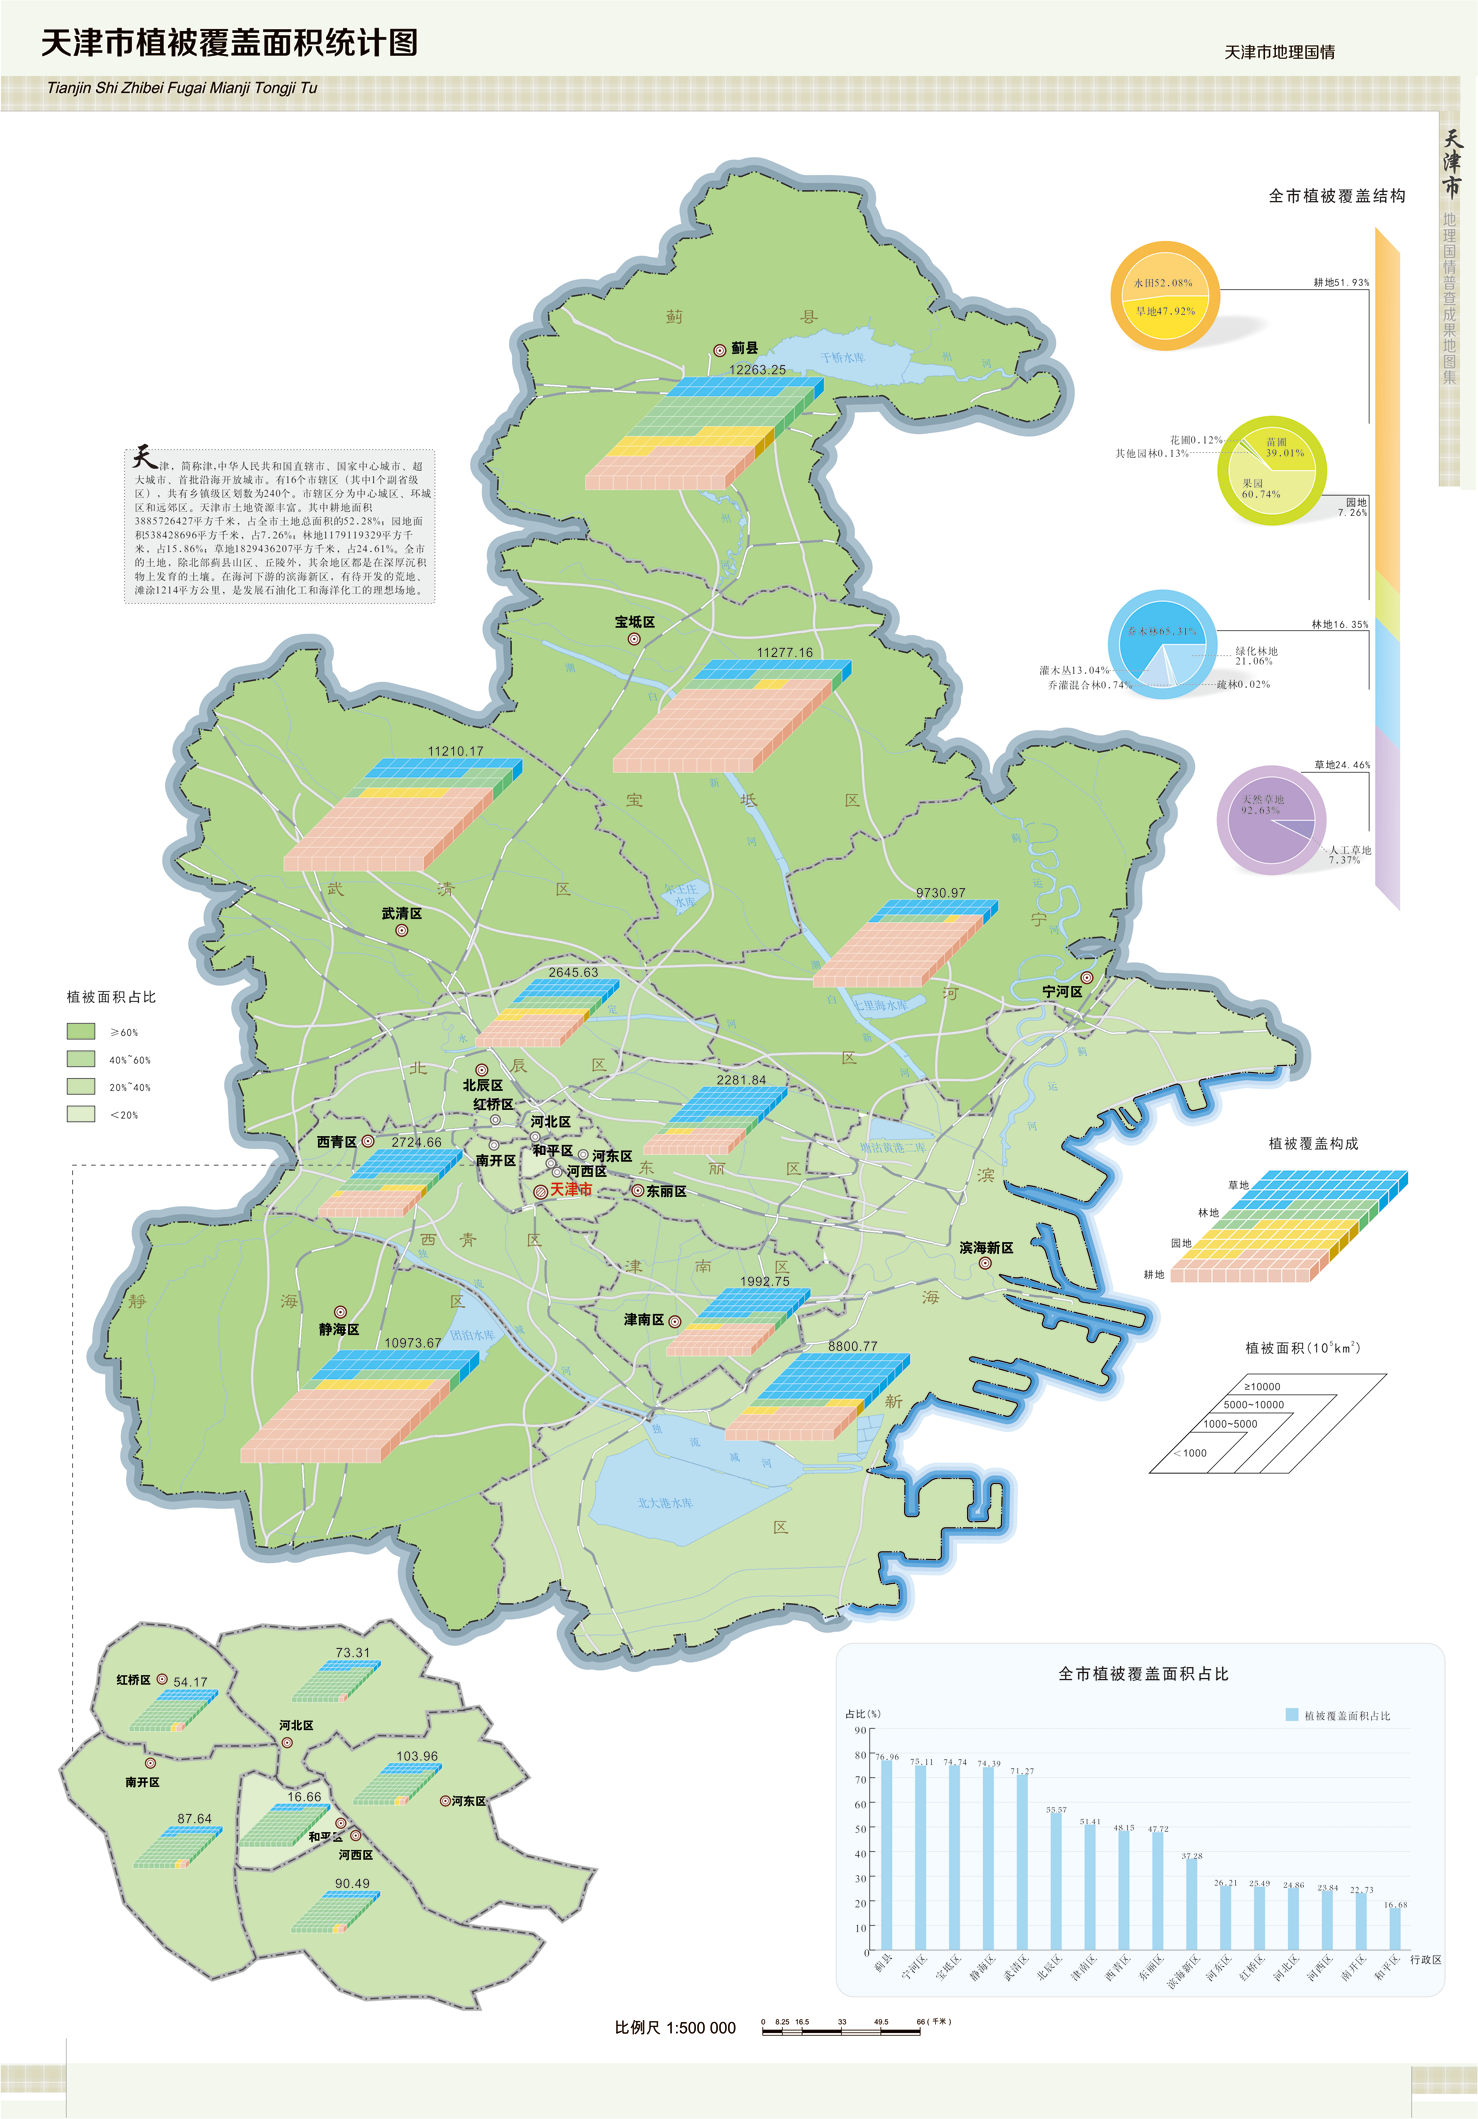 天津市植被覆盖面积统计图
天津市地理国情
Tianjin Shi Zhibei Fugai Mianji Tongji Tu
天津市
地理国情普查成果地图集
全市植被覆盖结构
水田52.08%
旱地47.92%
耕地51.93%
花圃0.12%
其他园林0.13%
苗圃
39.01%
果园
60.74%
园地
7.26%
乔木林65.31%
灌木丛13.04%
乔灌混合林0.74%
绿化林地
21.06%
疏林0.02%
林地16.35%
草地24.46%
天然草地
92.63%
人工草地
7.37%
天津，简称津,中华人民共和国直辖市、国家中心城市、超
大城市、首批沿海开放城市。有16个市辖区（其中1个副省级
区），共有乡镇级区划数为240个。市辖区分为中心城区、环城
区和远郊区。天津市土地资源丰富。其中耕地面积
3885726427平方千米，占全市土地总面积的52.28%；园地面
积538428696平方千米，占7.26%；林地1179119329平方千
米，占15.86%；草地1829436207平方千米，占24.61%。全市
的土地，除北部蓟县山区、丘陵外，其余地区都是在深厚沉积
物上发育的土壤。在海河下游的滨海新区，有待开发的荒地、
滩涂1214平方公里，是发展石油化工和海洋化工的理想场地。
蓟 县
蓟县
12263.25
于桥水库
州 河
州 河
宝坻区
11277.16
潮 白 新 河
宝 坻 区
11210.17
武 清 区
武清区
尔王庄
水库
9730.97
蓟 运 河
宁 河 区
宁河区
潮 白 新 河
七里海水库
2645.63
永 定 河
北 辰 区
北辰区
红桥区
河北区
和平区
河东区
河西区
南开区
天津市
西青区
2724.66
西 青 区
2281.84
东 丽 区
东丽区
塘沽黄港二库
蓟 运 河
滨 海 新 区
滨海新区
津 南 区
津南区
1992.75
8800.77
静 海 区
静海区
10973.67
团泊水库
独 流 减 河
独 流 减 河
北大港水库
植被面积占比
≥60%
40%~60%
20%~40%
<20%
植被覆盖构成
草地
林地
园地
耕地
植被面积(10⁵km²)
≥10000
5000~10000
1000~5000
<1000
红桥区
54.17
73.31
河北区
南开区
87.64
103.96
河东区
16.66
和平区
河西区
90.49
全市植被覆盖面积占比
占比(%)
植被覆盖面积占比
90
80
70
60
50
40
30
20
10
0
76.96
75.11
74.74
74.39
71.27
55.57
51.41
48.15
47.72
37.28
26.21
25.49
24.86
23.84
22.73
16.68
蓟县
宁河区
宝坻区
静海区
武清区
北辰区
津南区
西青区
东丽区
滨海新区
河东区
红桥区
河北区
河西区
南开区
和平区
行政区
比例尺 1:500 000
0 8.25 16.5 33 49.5 66(千米)